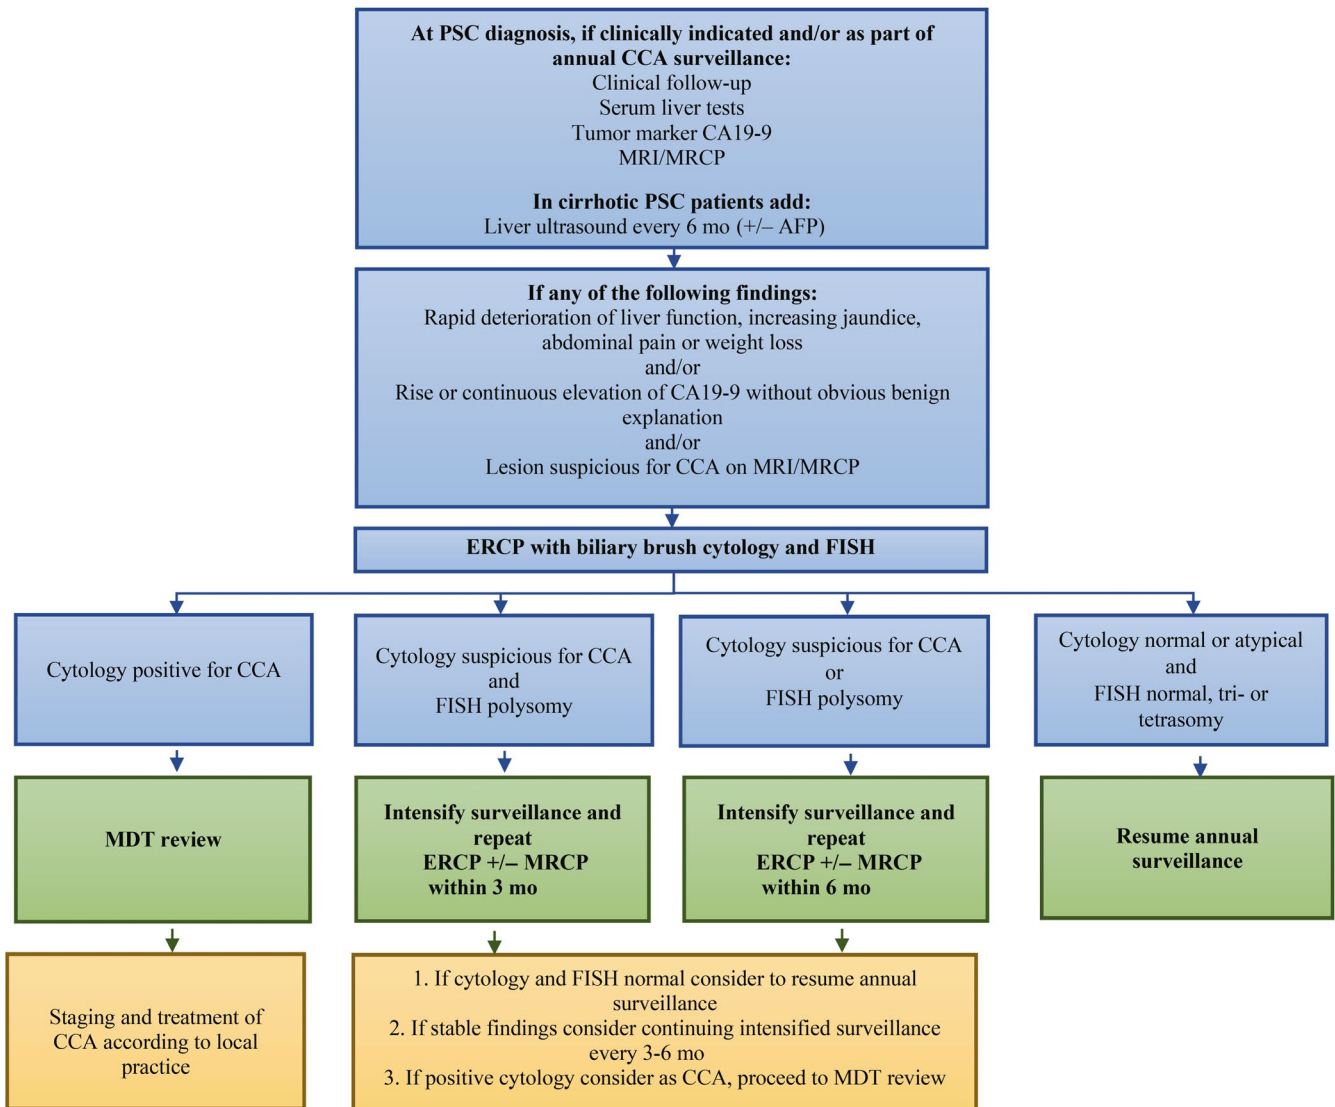 At PSC diagnosis, if clinically indicated and/or as part of
annual CCA surveillance:
Clinical follow-up
Serum liver tests
Tumor marker CA19-9
MRI/MRCP
In cirrhotic PSC patients add:
Liver ultrasound every 6 mo (+/– AFP)
If any of the following findings:
Rapid deterioration of liver function, increasing jaundice,
abdominal pain or weight loss
and/or
Rise or continuous elevation of CA19-9 without obvious benign
explanation
and/or
Lesion suspicious for CCA on MRI/MRCP
ERCP with biliary brush cytology and FISH
Cytology positive for CCA
Cytology suspicious for CCA
and
FISH polysomy
Cytology suspicious for CCA
or
FISH polysomy
Cytology normal or atypical
and
FISH normal, tri- or
tetrasomy
MDT review
Intensify surveillance and
repeat
ERCP +/– MRCP
within 3 mo
Intensify surveillance and
repeat
ERCP +/– MRCP
within 6 mo
Resume annual
surveillance
Staging and treatment of
CCA according to local
practice
1. If cytology and FISH normal consider to resume annual
surveillance
2. If stable findings consider continuing intensified surveillance
every 3-6 mo
3. If positive cytology consider as CCA, proceed to MDT review